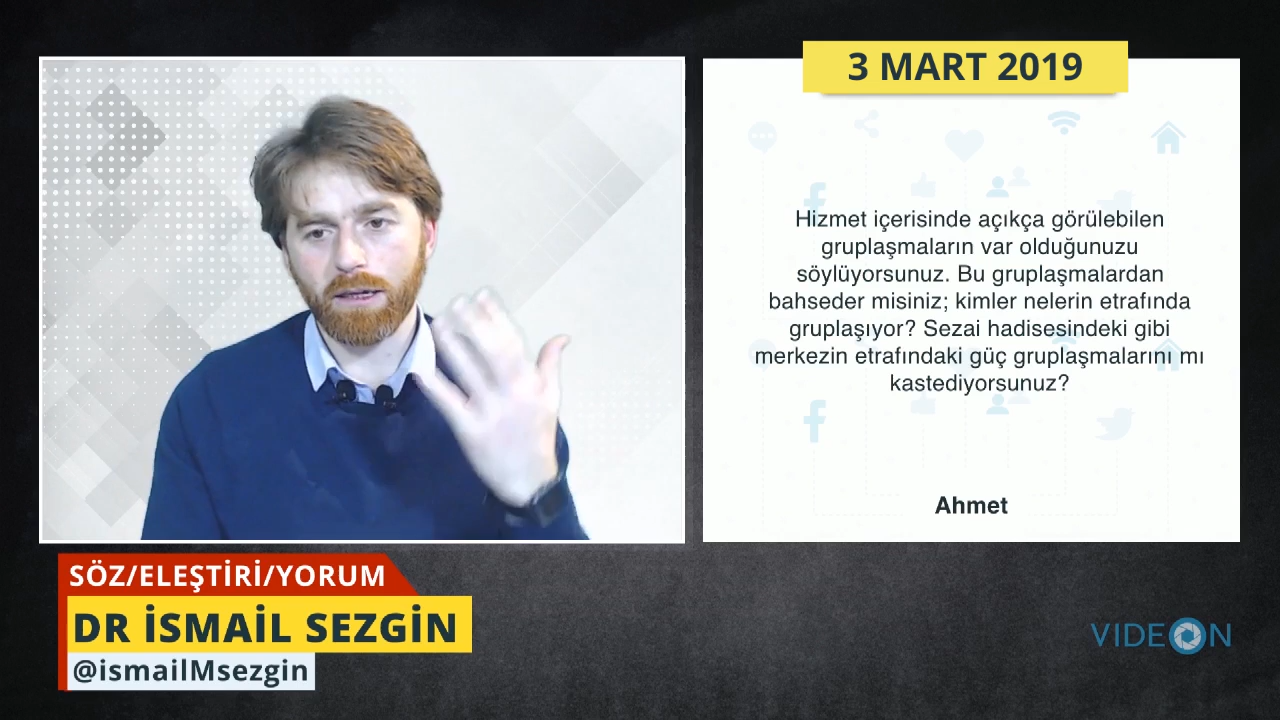 3 MART 2019
Hizmet içerisinde açıkça görülebilen
gruplaşmaların var olduğunuzu
söylüyorsunuz. Bu gruplaşmalardan
bahseder misiniz; kimler nelerin etrafında
gruplaşıyor? Sezai hadisesindeki gibi
merkezin etrafındaki güç gruplaşmalarını mı
kastediyorsunuz?
Ahmet
SÖZ/ELEŞTİRİ/YORUM
DR İSMAİL SEZGİN
@ismailMsezgin
VIDEON